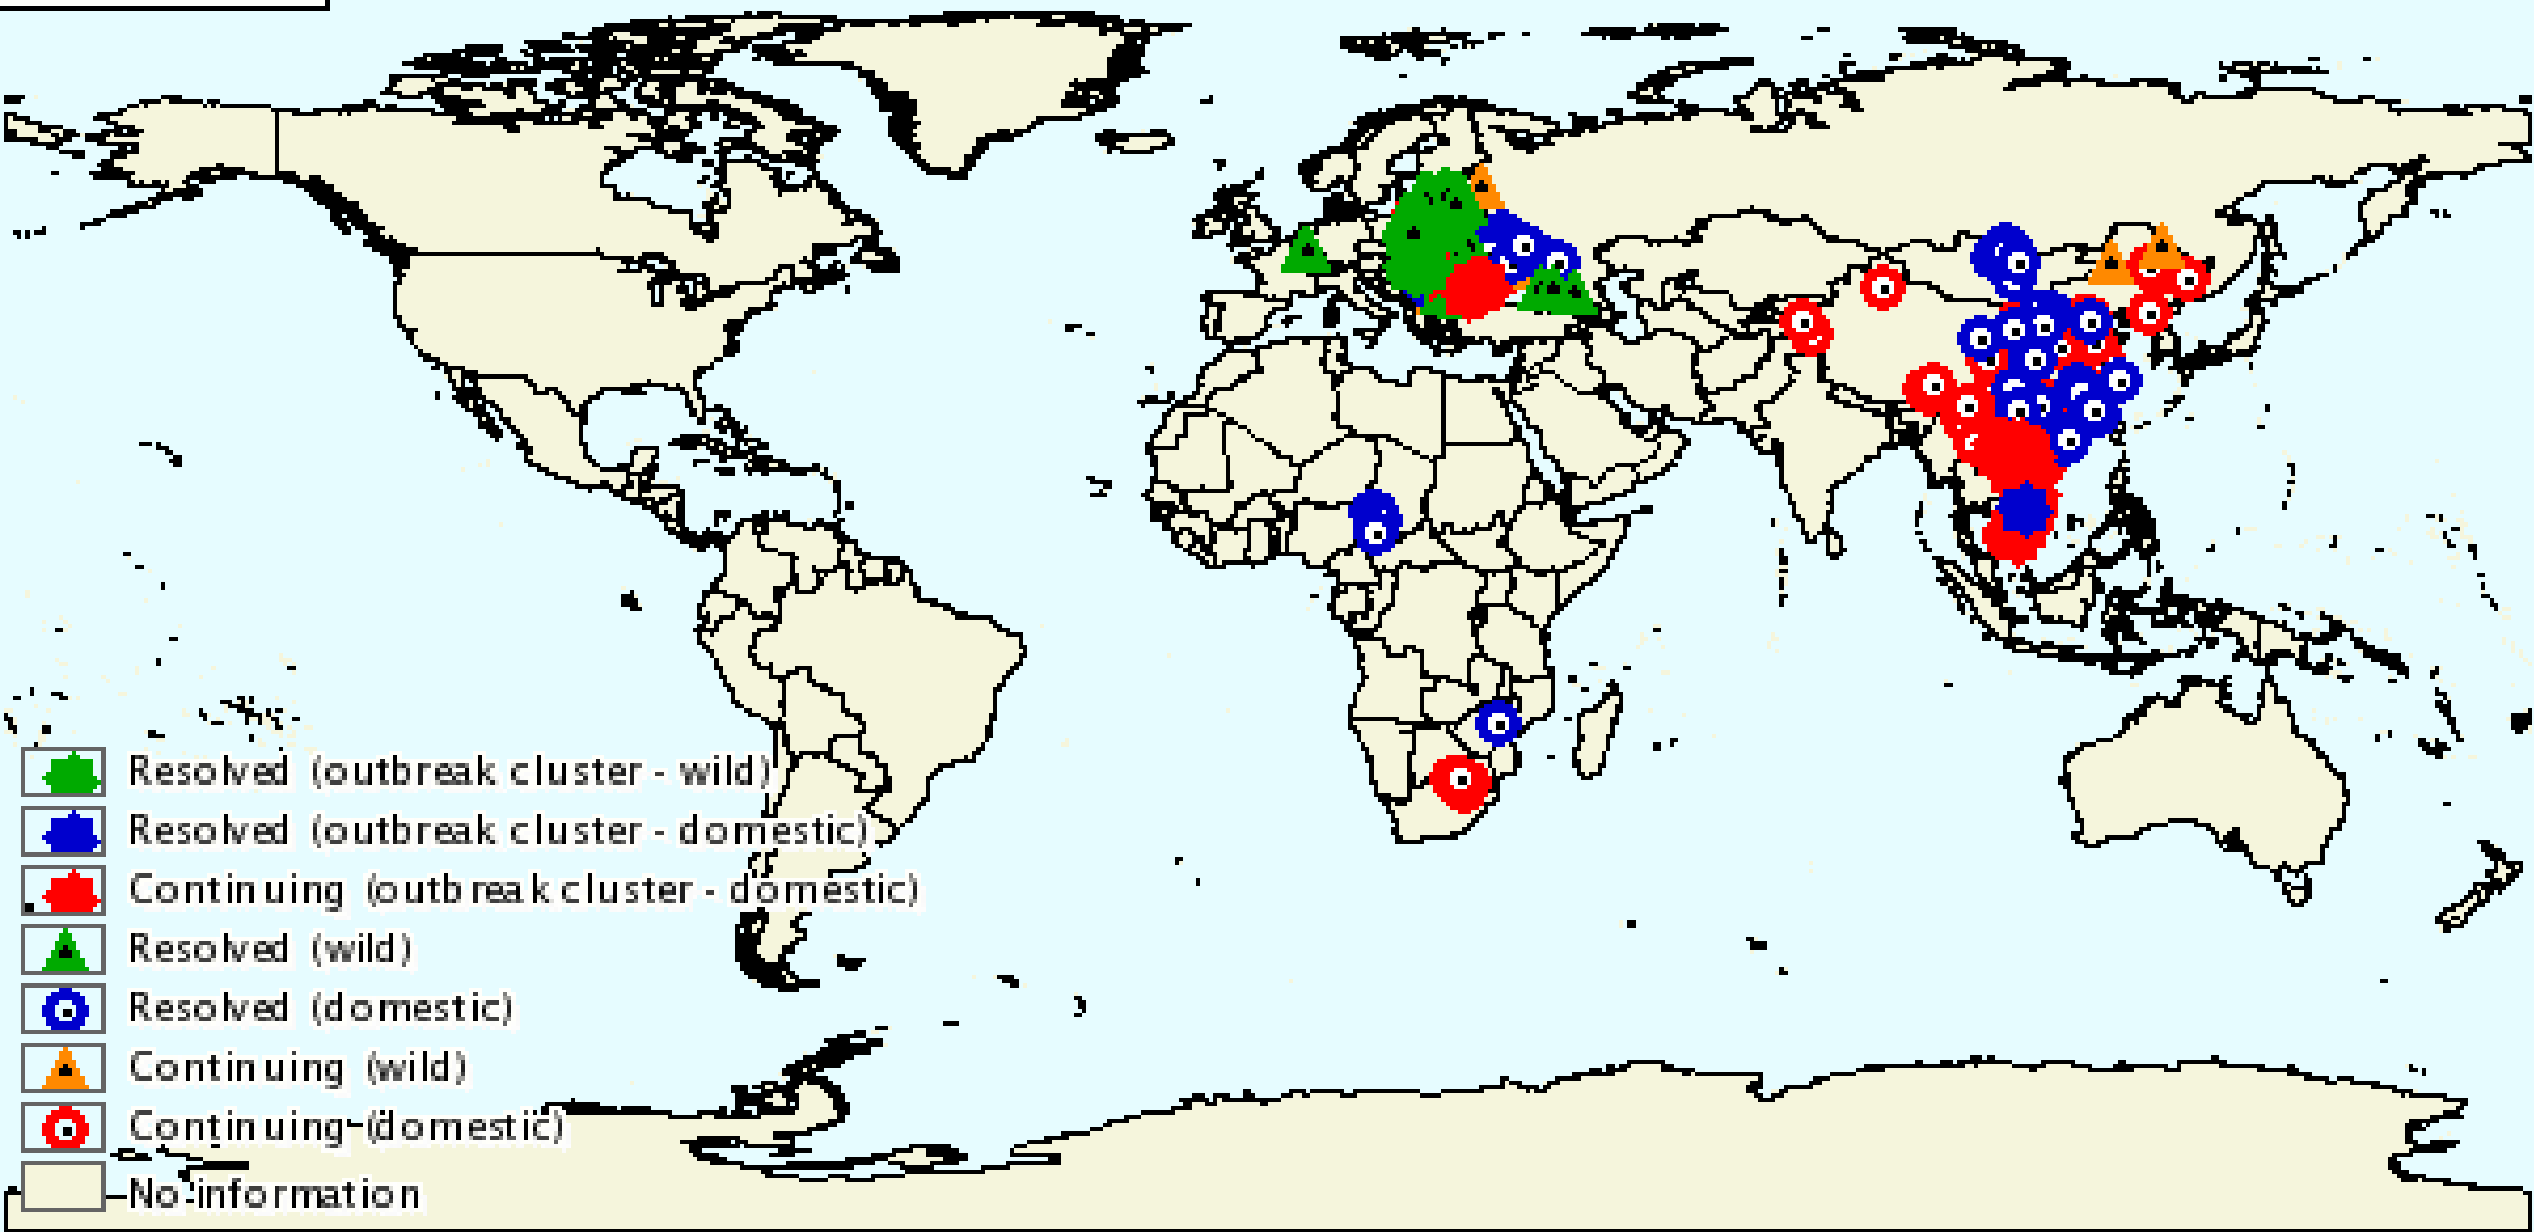 Resolved (outbreak cluster - wild)
Resolved (outbreak cluster - domestic)
Continuing (outbreak cluster - domestic)
Resolved (wild)
Resolved (domestic)
Continuing (wild)
Continuing (domestic)
No information